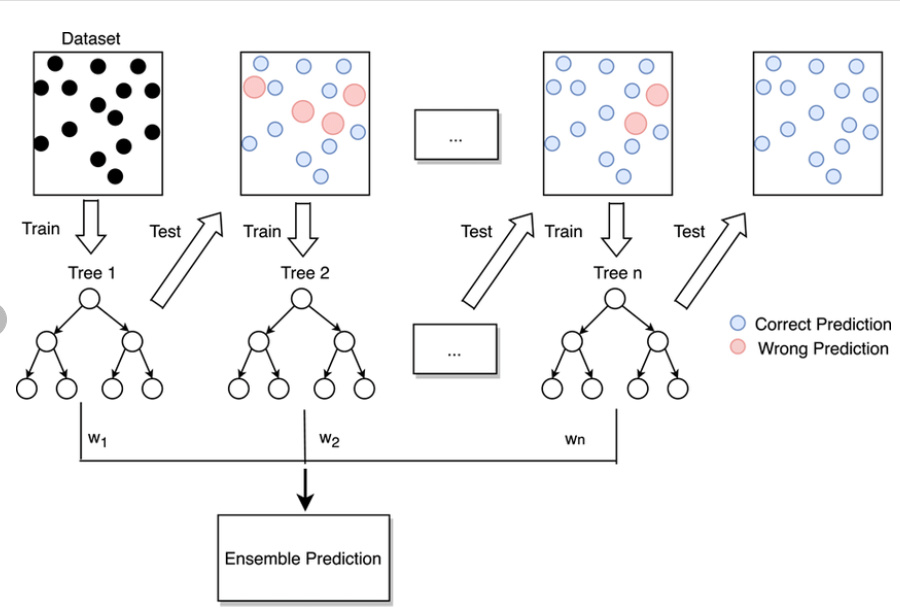 Dataset
...
Train
Test
Train
Test
Train
Test
Tree 1
Tree 2
Tree n
Correct Prediction
Wrong Prediction
...
w1
w2
wn
Ensemble Prediction